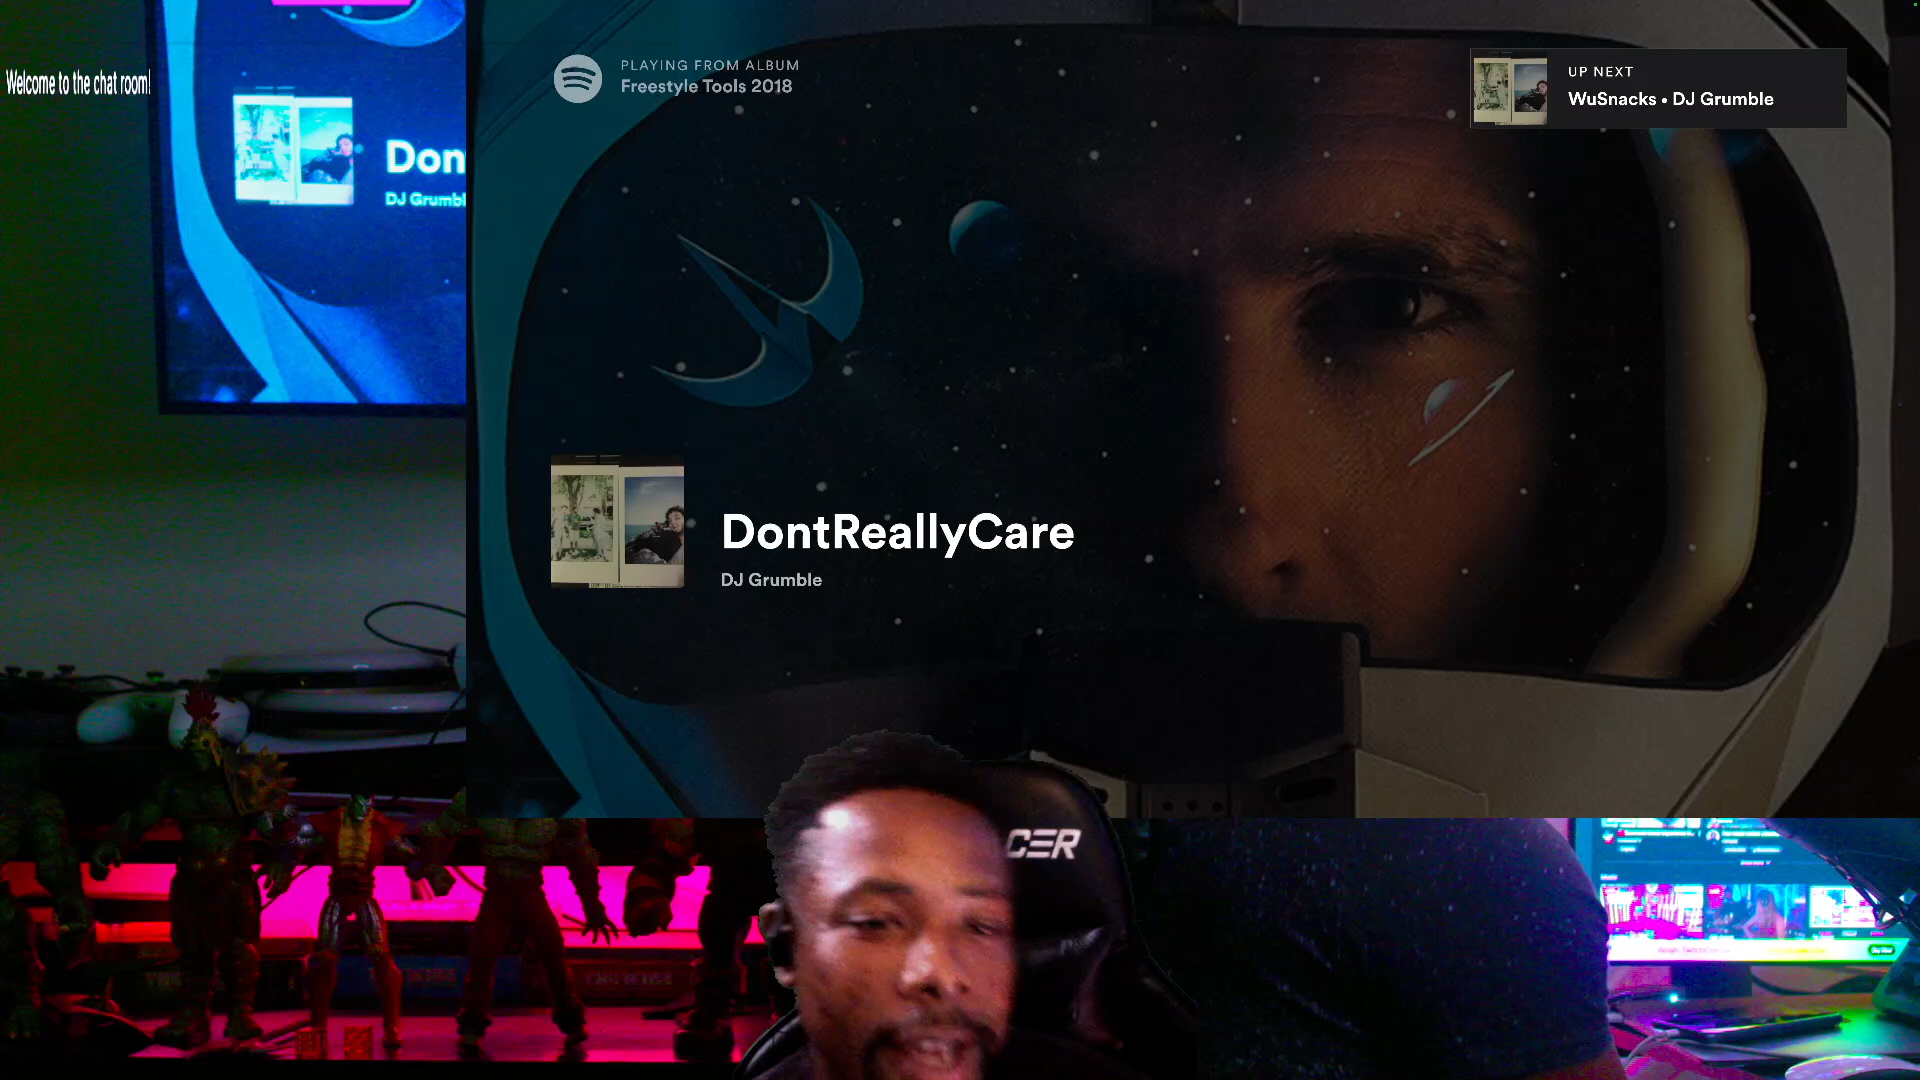 Welcome to the chat room!
PLAYING FROM ALBUM
Freestyle Tools 2018
UP NEXT
WuSnacks • DJ Grumble
Don
DJ Grumbl
DontReallyCare
DJ Grumble
CER